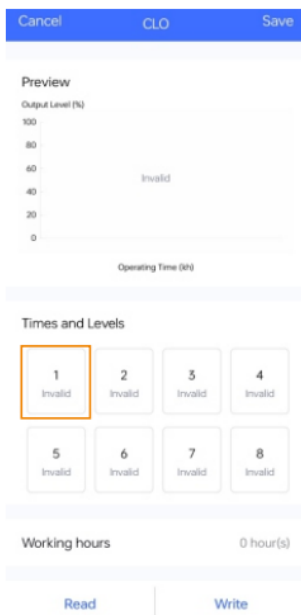 Cancel CLO Save
Preview
Output Level (%)
100
80
60
Invalid
40
20
0
Operating Time (kh)
Times and Levels
1 2 3 4
Invalid Invalid Invalid Invalid
5 6 7 8
Invalid Invalid Invalid Invalid
Working hours 0 hour(s)
Read Write